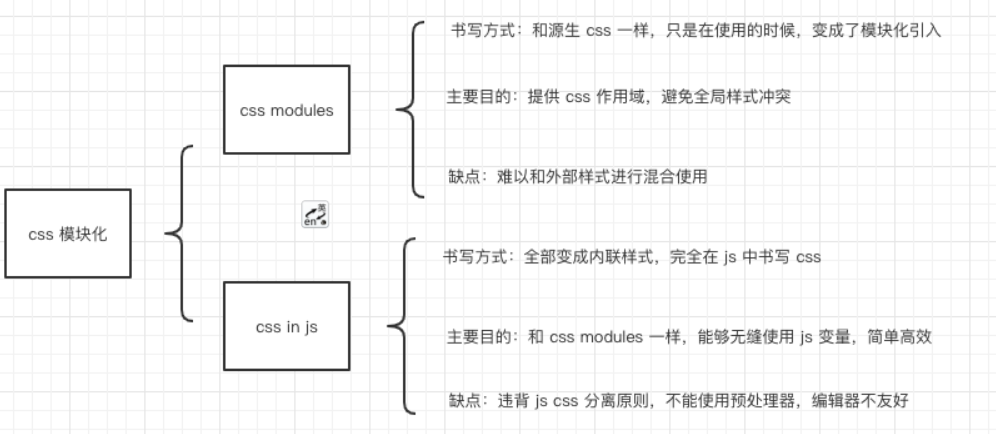 css 模块化
css modules
书写方式：和源生 css 一样，只是在使用的时候，变成了模块化引入
主要目的：提供 css 作用域，避免全局样式冲突
缺点：难以和外部样式进行混合使用
英
en
css in js
书写方式：全部变成内联样式，完全在 js 中书写 css
主要目的：和 css modules 一样，能够无缝使用 js 变量，简单高效
缺点：违背 js css 分离原则，不能使用预处理器，编辑器不友好